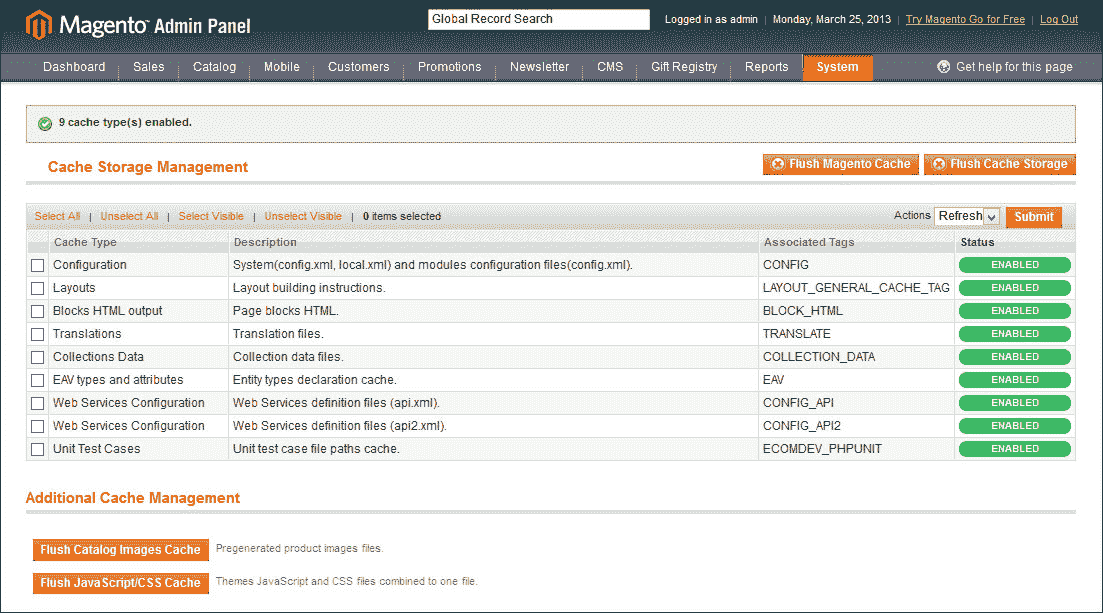 Magento Admin Panel
Global Record Search
Logged in as admin | Monday, March 25, 2013 | Try Magento Go for Free | Log Out
Dashboard Sales Catalog Mobile Customers Promotions Newsletter CMS Gift Registry Reports System Get help for this page
9 cache type(s) enabled.
Cache Storage Management Flush Magento Cache Flush Cache Storage
Select All | Unselect All | Select Visible | Unselect Visible | 0 items selected Actions Refresh Submit
Cache Type Description Associated Tags Status
Configuration System(config.xml, local.xml) and modules configuration files(config.xml). CONFIG ENABLED
Layouts Layout building instructions. LAYOUT_GENERAL_CACHE_TAG ENABLED
Blocks HTML output Page blocks HTML. BLOCK_HTML ENABLED
Translations Translation files. TRANSLATE ENABLED
Collections Data Collection data files. COLLECTION_DATA ENABLED
EAV types and attributes Entity types declaration cache. EAV ENABLED
Web Services Configuration Web Services definition files (api.xml). CONFIG_API ENABLED
Web Services Configuration Web Services definition files (api2.xml). CONFIG_API2 ENABLED
Unit Test Cases Unit test case file paths cache. ECOMDEV_PHPUNIT ENABLED
Additional Cache Management
Flush Catalog Images Cache Pregenerated product images files.
Flush JavaScript/CSS Cache Themes JavaScript and CSS files combined to one file.